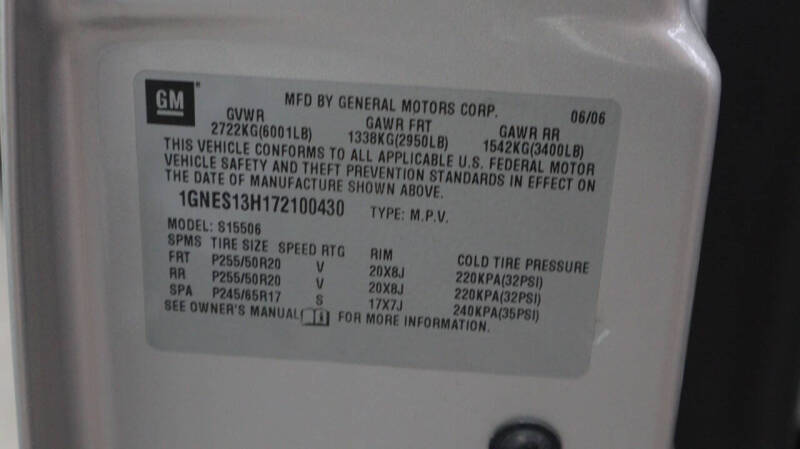 GM ® MFD BY GENERAL MOTORS CORP. 06/06
GVWR GAWR FRT GAWR RR
2722KG(6001LB) 1338KG(2950LB) 1542KG(3400LB)
THIS VEHICLE CONFORMS TO ALL APPLICABLE U.S. FEDERAL MOTOR
VEHICLE SAFETY AND THEFT PREVENTION STANDARDS IN EFFECT ON
THE DATE OF MANUFACTURE SHOWN ABOVE.
1GNES13H172100430 TYPE: M.P.V.
MODEL: S15506
SPMS TIRE SIZE SPEED RTG RIM COLD TIRE PRESSURE
FRT P255/50R20 V 20X8J 220KPA(32PSI)
RR P255/50R20 V 20X8J 220KPA(32PSI)
SPA P245/65R17 S 17X7J 240KPA(35PSI)
SEE OWNER'S MANUAL FOR MORE INFORMATION.